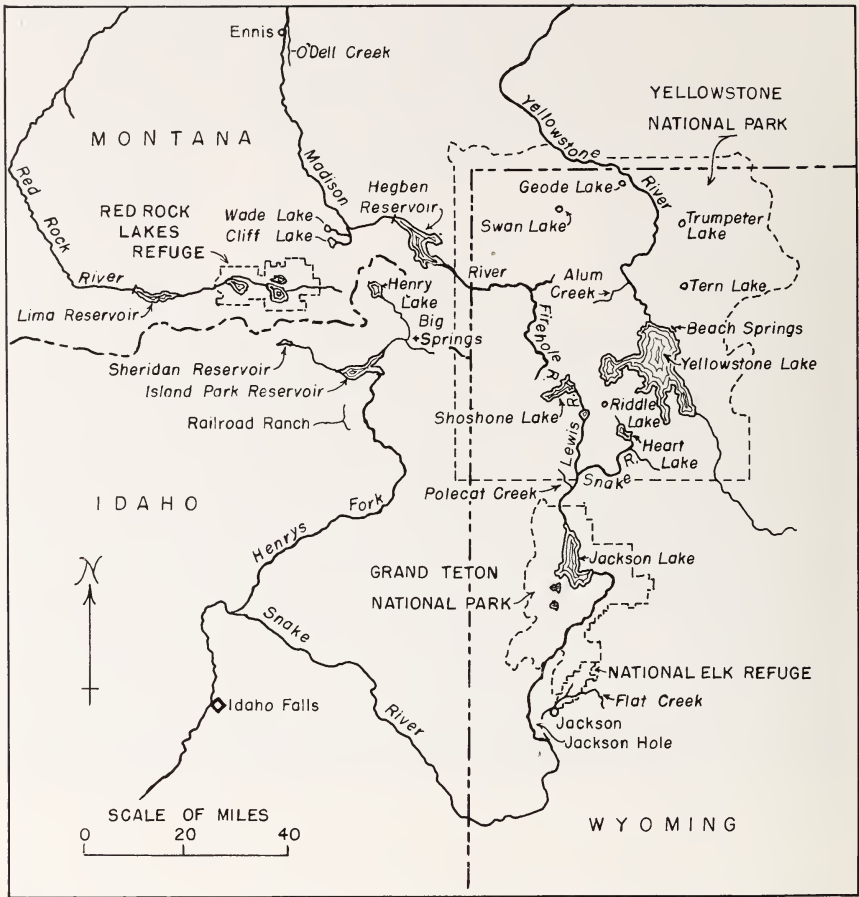 Ennis
O'Dell Creek
YELLOWSTONE
NATIONAL PARK
MONTANA
Yellowstone
River
Madison
Geode Lake
Hegben
Reservoir
Swan Lake
Trumpeter
Lake
Red
Rock
River
RED ROCK
LAKES
REFUGE
Wade Lake
Cliff Lake
River
Alum
Creek
Tern Lake
Henry
Lake
Big
Springs
Lima Reservoir
Firehole R.
Beach Springs
Yellowstone Lake
Sheridan Reservoir
Island Park Reservoir
Shoshone Lake
Lewis R.
Riddle
Lake
Heart
Lake
Railroad Ranch
Snake R.
Polecat Creek
IDAHO
Henrys Fork
N
GRAND TETON
NATIONAL PARK
Jackson Lake
Snake
River
NATIONAL ELK REFUGE
Flat Creek
Idaho Falls
Jackson
Jackson Hole
SCALE OF MILES
0 20 40
WYOMING